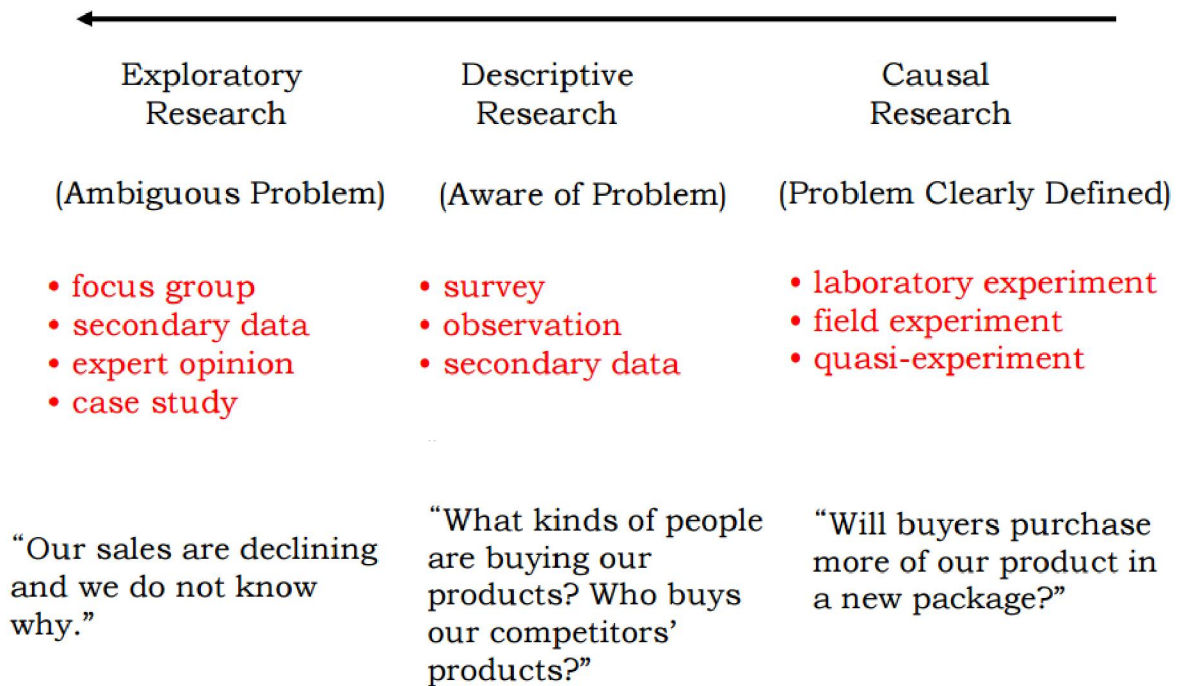 Exploratory
Research
(Ambiguous Problem)
• focus group
• secondary data
• expert opinion
• case study
“Our sales are declining
and we do not know
why.”
Descriptive
Research
(Aware of Problem)
• survey
• observation
• secondary data
“What kinds of people
are buying our
products? Who buys
our competitors’
products?”
Causal
Research
(Problem Clearly Defined)
• laboratory experiment
• field experiment
• quasi-experiment
“Will buyers purchase
more of our product in
a new package?”